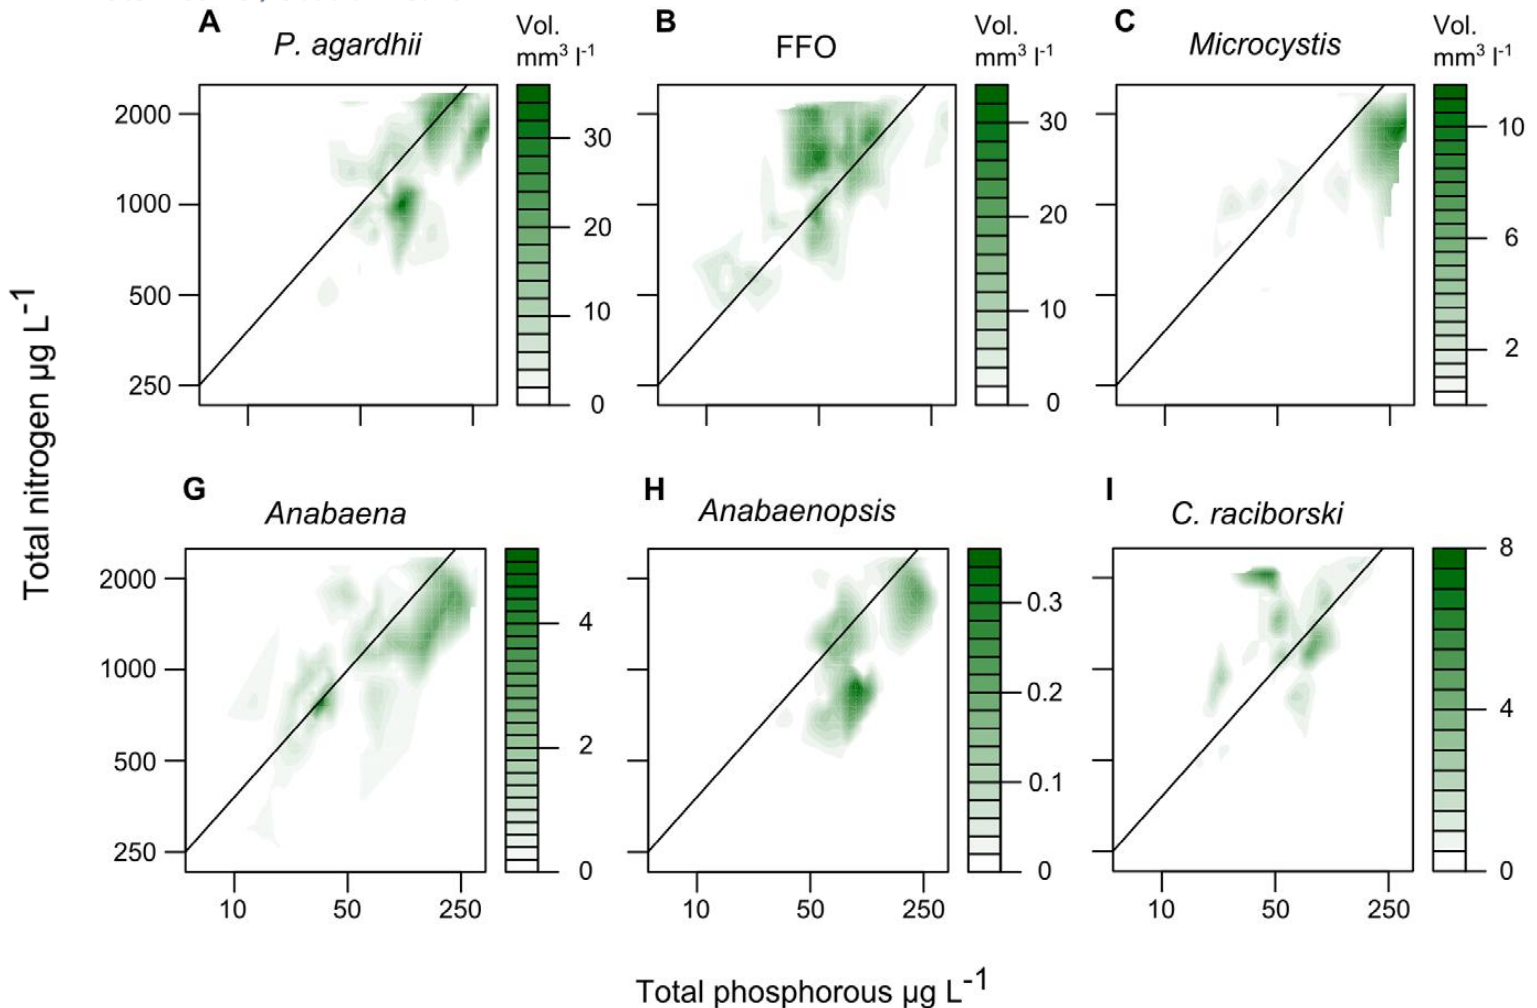 A
P. agardhii
Vol.
mm³ l⁻¹
B
FFO
Vol.
mm³ l⁻¹
C
Microcystis
Vol.
mm³ l⁻¹
2000
1000
500
250
30
20
10
0
30
20
10
0
10
6
2
Total nitrogen µg L⁻¹
G
Anabaena
H
Anabaenopsis
I
C. raciborski
2000
1000
500
250
4
2
0
0.3
0.2
0.1
0
8
4
0
10 50 250
10 50 250
10 50 250
Total phosphorous µg L⁻¹